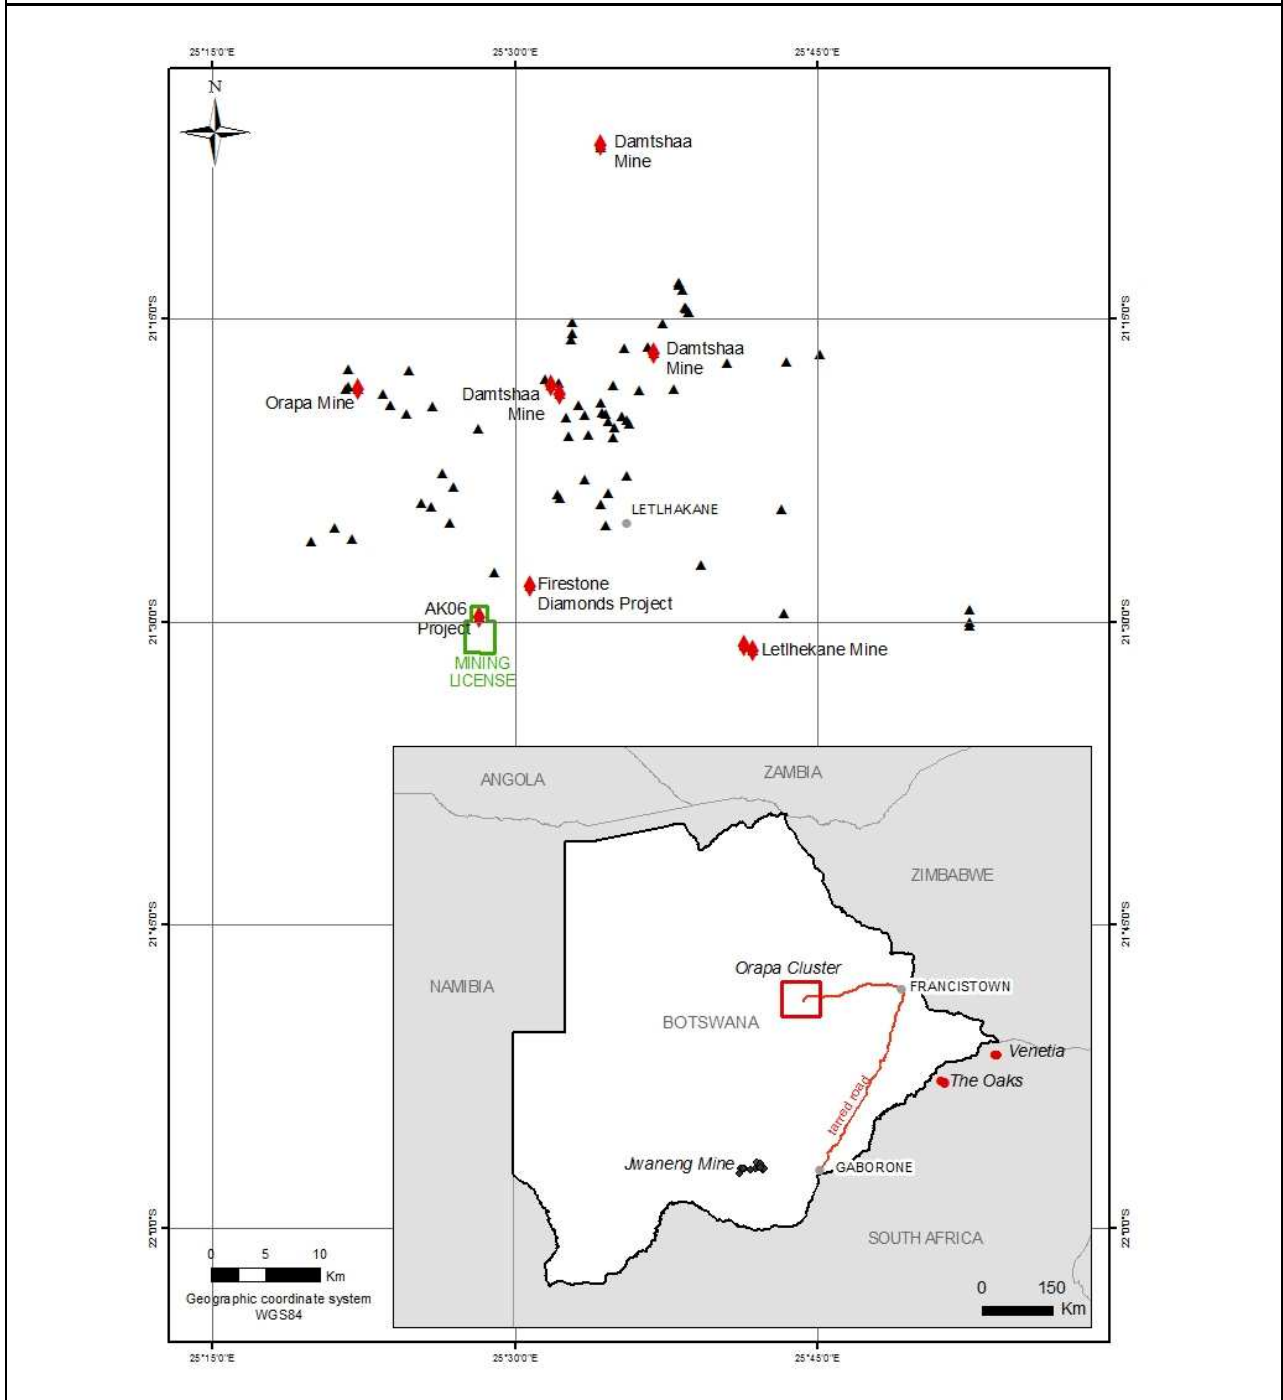 25°15'0"E
25°30'0"E
25°45'0"E
N
Damtshaa
Mine
21°15'0"S
21°15'0"S
Damtshaa
Mine
Orapa Mine
Damtshaa
Mine
LETLHAKANE
Firestone
Diamonds Project
AK06
Project
21°30'0"S
21°30'0"S
Letlhekane Mine
MINING
LICENSE
ANGOLA
ZAMBIA
ZIMBABWE
21°45'0"S
21°45'0"S
Orapa Cluster
NAMIBIA
FRANCISTOWN
BOTSWANA
Venetia
The Oaks
tarred road
Jwaneng Mine
GABORONE
22°0'0"S
22°0'0"S
SOUTH AFRICA
0 5 10
Km
Geographic coordinate system
WGS84
0 150
Km
25°15'0"E
25°30'0"E
25°45'0"E